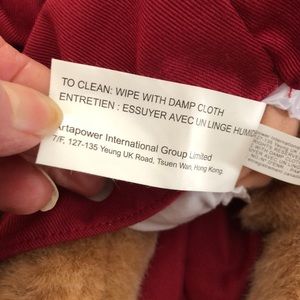 TO CLEAN: WIPE WITH DAMP CLOTH
ENTRETIEN : ESSUYER AVEC UN LINGE HUMIDE
Artapower International Group Limited
7/F, 127-135 Yeung UK Road, Tsuen Wan, Hong Kong.